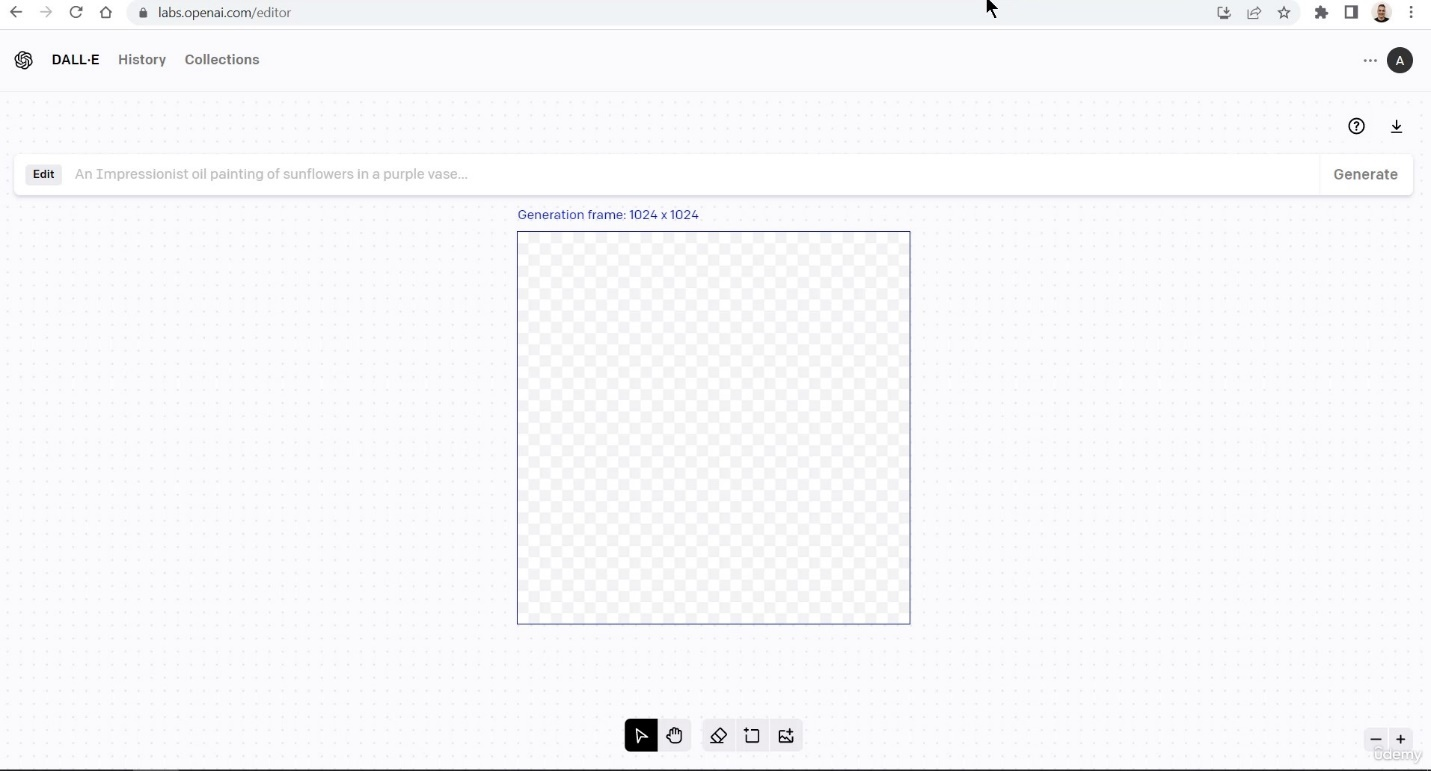 labs.openai.com/editor
DALL·E History Collections
A
Edit An Impressionist oil painting of sunflowers in a purple vase... Generate
Generation frame: 1024 x 1024
ûdemy